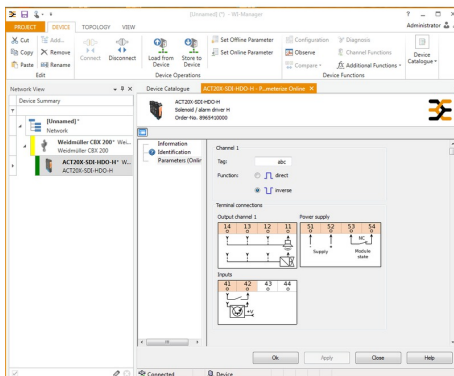 [Unnamed] (*) - WI-Manager
PROJECT DEVICE TOPOLOGY VIEW
Administrator
Cut
Copy
Paste
Add...
Remove
Rename
Edit
Connect
Disconnect
Load from Device
Store to Device
Device Operations
Set Offline Parameter
Set Online Parameter
Configuration
Observe
Compare
Diagnosis
Channel Functions
Additional Functions
Device Functions
Device Catalogue
Network View
Device Summary
[Unnamed]*
Network
Weidmüller CBX 200* Wei...
Weidmüller CBX 200
ACT20X-SDI-HDO-H* W...
ACT20X-SDI-HDO-H
Device Catalogue ACT20X-SDI-HDO-H - P...meterize Online
ACT20X-SDI-HDO-H
Solenoid / alarm driver H
Order-No. 8965410000
Information
Identification
Parameters (Onlin
Channel 1
Tag: abc
Function: direct
inverse
Terminal connections
Output channel 1
14 13 12 11
Power supply
51 52 53 54
NC
Supply
Module state
Inputs
41 42 43 44
+V
Ok Apply Close Help
Connected Device